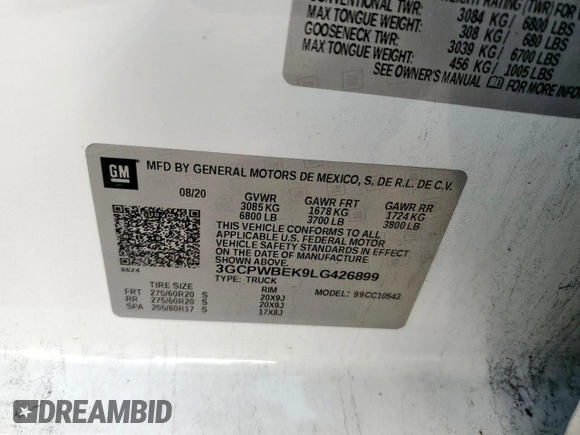 CONVENTIONAL TWR: 3084 KG / 6800 LBS
MAX TONGUE WEIGHT: 308 KG / 680 LBS
GOOSENECK TWR: 3039 KG / 6700 LBS
MAX TONGUE WEIGHT: 456 KG / 1005 LBS
SEE OWNER'S MANUAL FOR MORE INFO
GM MFD BY GENERAL MOTORS DE MEXICO, S. DE R.L. DE C.V.
08/20 GVWR GAWR FRT GAWR RR
3085 KG 1678 KG 1724 KG
6800 LB 3700 LB 3800 LB
THIS VEHICLE CONFORMS TO ALL
APPLICABLE U.S. FEDERAL MOTOR
VEHICLE SAFETY STANDARDS IN EFFECT
ON THE DATE OF MANUFACTURE SHOWN ABOVE.
3GCPWBEK9LG426899
8624 TYPE: TRUCK
TIRE SIZE RIM MODEL: 99CC10543
FRT 275/60R20 S 20X9J
RR 275/60R20 S 20X9J
SPA 255/80R17 S 17X8J
DREAMBID